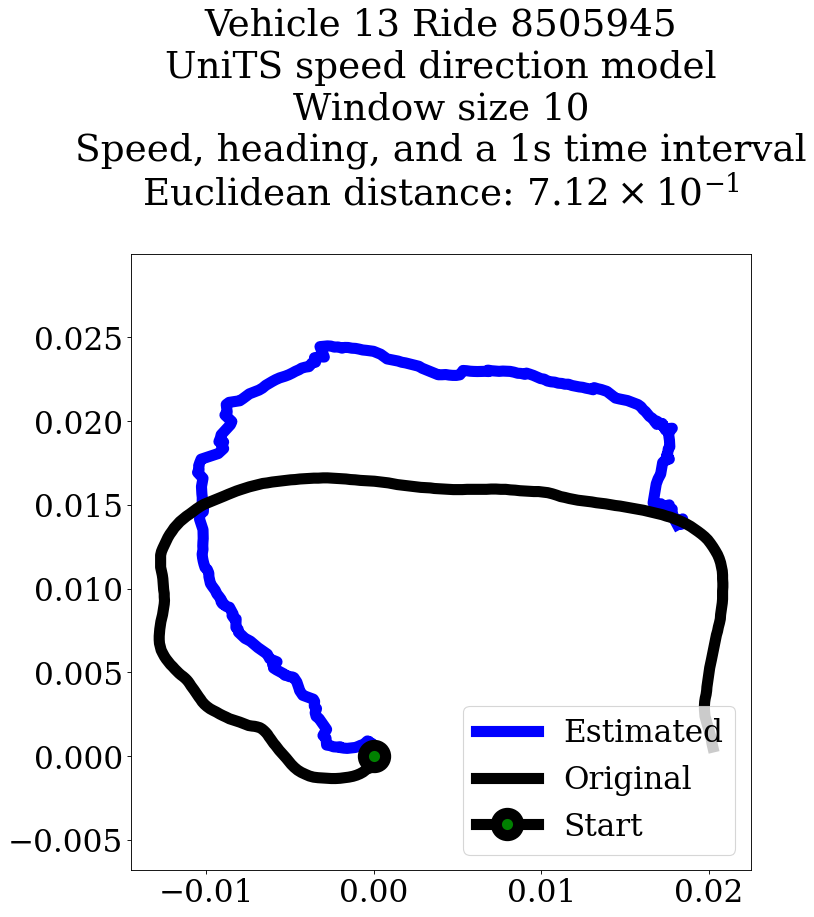 Vehicle 13 Ride 8505945
UniTS speed direction model
Window size 10
Speed, heading, and a 1s time interval
Euclidean distance: 7.12 × 10⁻¹
0.025
0.020
0.015
0.010
0.005
0.000
−0.005
−0.01
0.00
0.01
0.02
Estimated
Original
Start